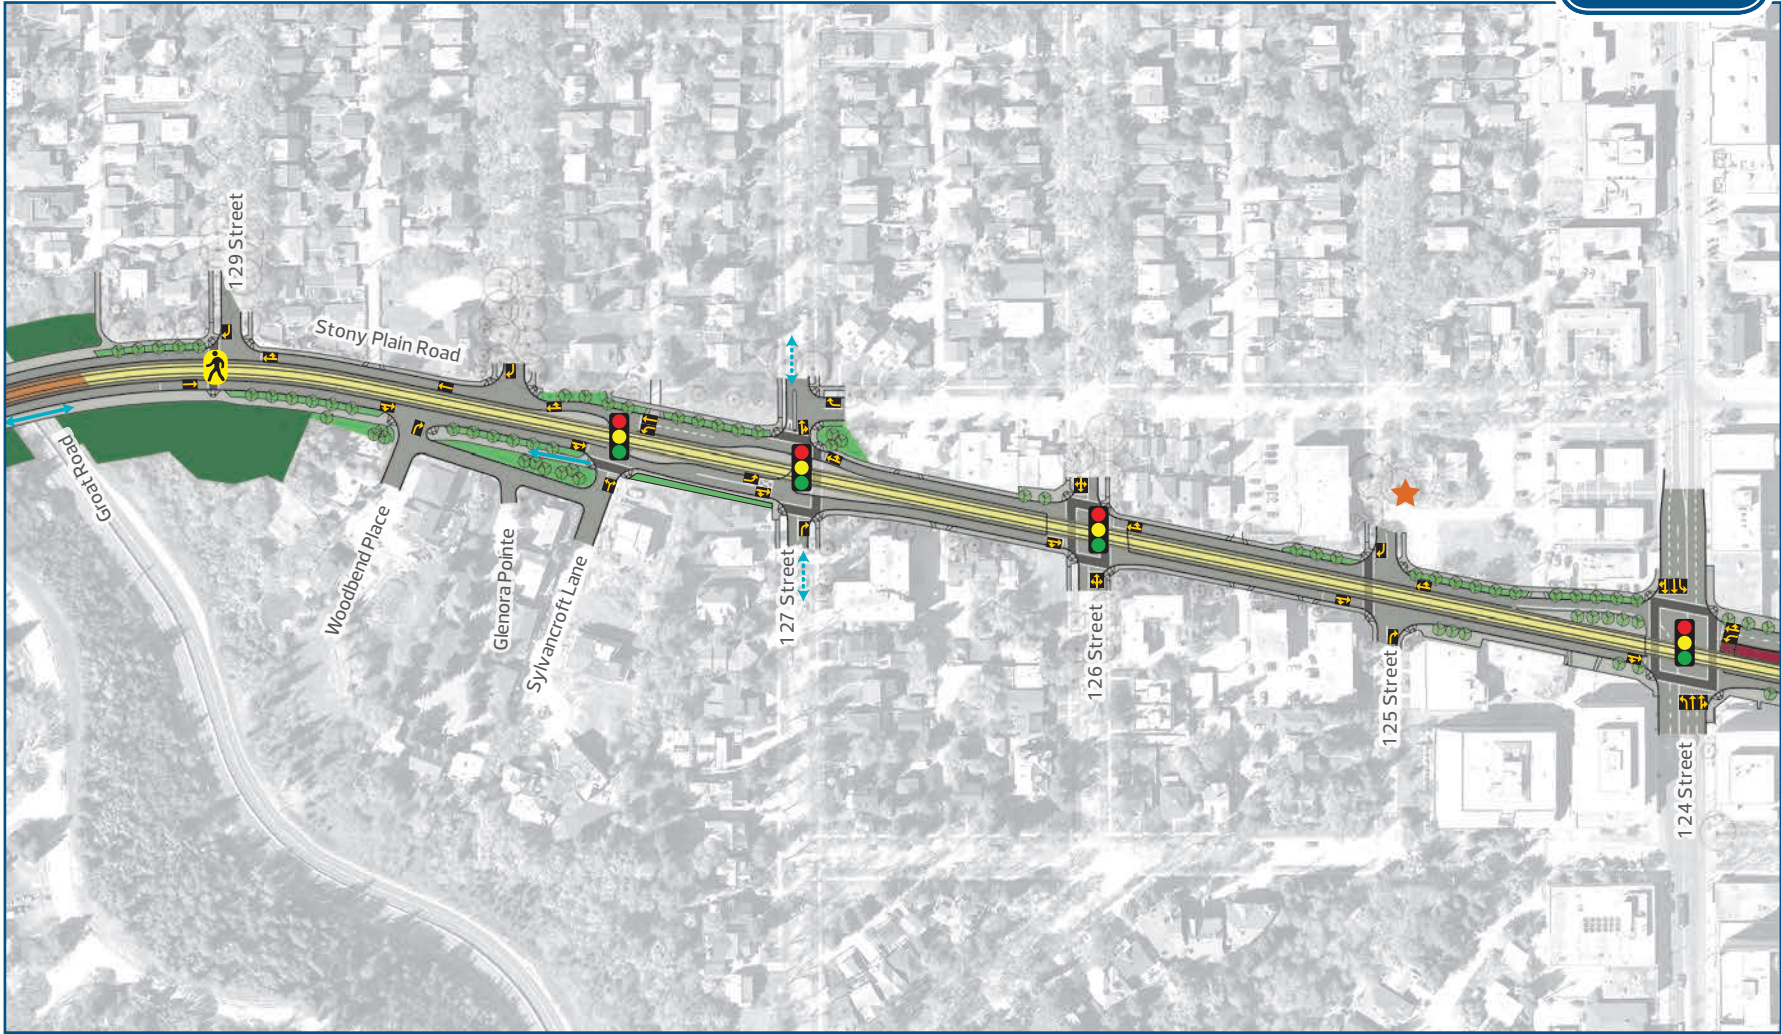 129 Street
Stony Plain Road
Groat Road
Woodbend Place
Glenora Pointe
Sylvancroft Lane
127 Street
126 Street
125 Street
124 Street